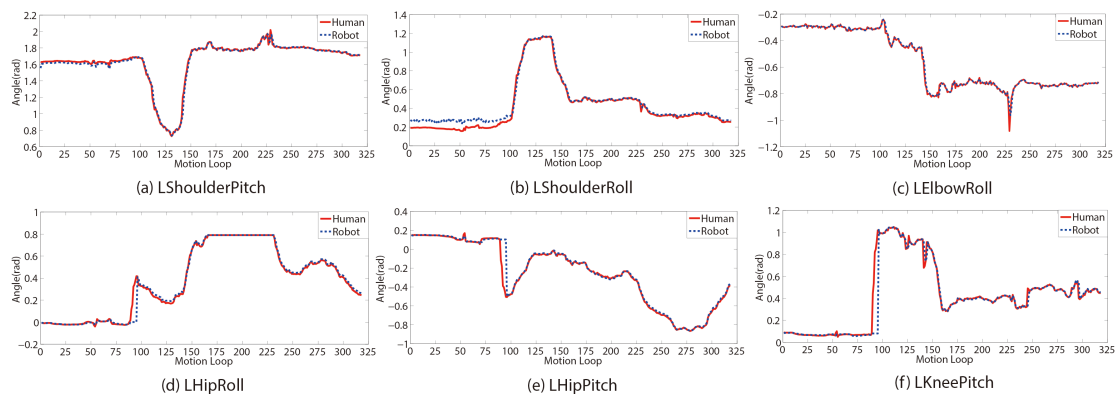 Human
Robot
Angle(rad)
2.2
2
1.8
1.6
1.4
1.2
1
0.8
0.6
0 25 50 75 100 125 150 175 200 225 250 275 300 325
Motion Loop
(a) LShoulderPitch
Human
Robot
Angle(rad)
1.4
1.2
1
0.8
0.6
0.4
0.2
0
0 25 50 75 100 125 150 175 200 225 250 275 300 325
Motion Loop
(b) LShoulderRoll
Human
Robot
Angle(rad)
−0.2
−0.4
−0.6
−0.8
−1
−1.2
0 25 50 75 100 125 150 175 200 225 250 275 300 325
Motion Loop
(c) LElbowRoll
Human
Robot
Angle(rad)
1
0.8
0.6
0.4
0.2
0
−0.2
0 25 50 75 100 125 150 175 200 225 250 275 300 325
Motion Loop
(d) LHipRoll
Human
Robot
Angle(rad)
0.4
0.2
0
−0.2
−0.4
−0.6
−0.8
−1
0 25 50 75 100 125 150 175 200 225 250 275 300 325
Motion Loop
(e) LHipPitch
Human
Robot
Angle(rad)
1.2
1
0.8
0.6
0.4
0.2
0
0 25 50 75 100 125 150 175 200 225 250 275 300 325
Motion Loop
(f) LKneePitch